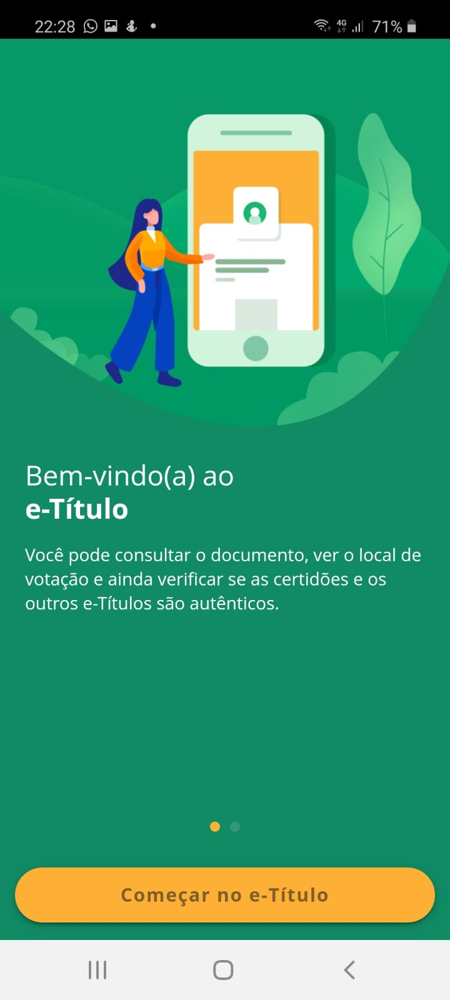 22:28 4G 71%
Bem-vindo(a) ao
e-Título
Você pode consultar o documento, ver o local de
votação e ainda verificar se as certidões e os
outros e-Títulos são autênticos.
Começar no e-Título